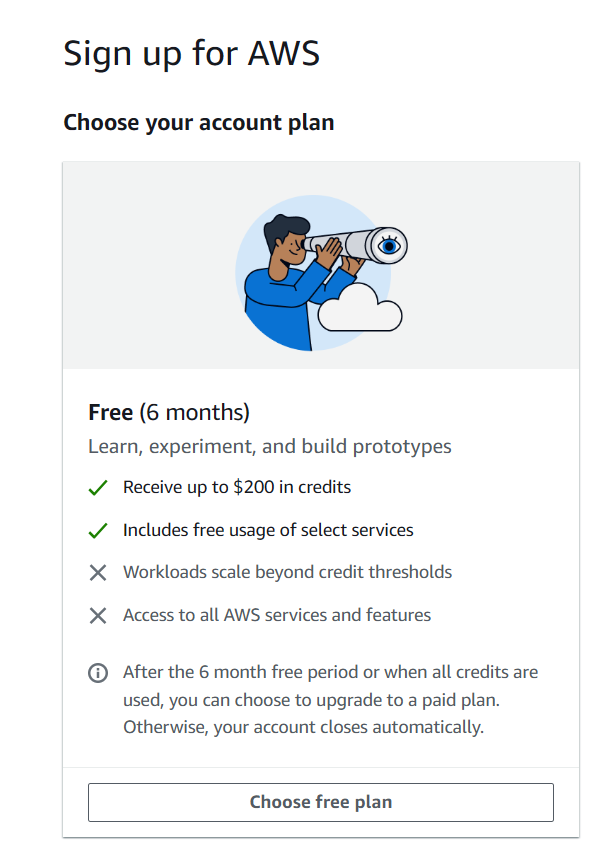 Sign up for AWS
Choose your account plan
Free (6 months)
Learn, experiment, and build prototypes
Receive up to $200 in credits
Includes free usage of select services
Workloads scale beyond credit thresholds
Access to all AWS services and features
After the 6 month free period or when all credits are
used, you can choose to upgrade to a paid plan.
Otherwise, your account closes automatically.
Choose free plan